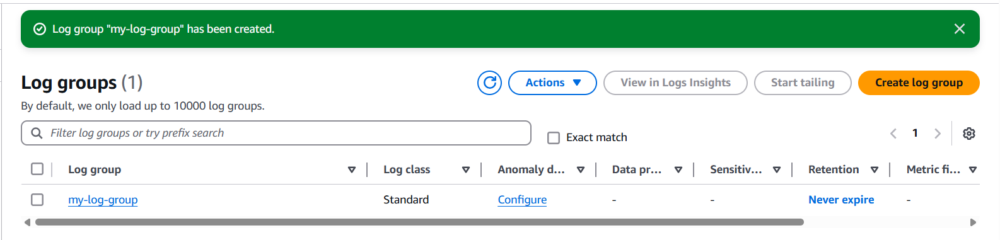 Log group "my-log-group" has been created.
Log groups (1)
Actions
View in Logs Insights
Start tailing
Create log group
By default, we only load up to 10000 log groups.
Filter log groups or try prefix search
Exact match
1
Log group Log class Anomaly d... Data pr... Sensitiv... Retention Metric fi...
my-log-group Standard Configure - - Never expire -